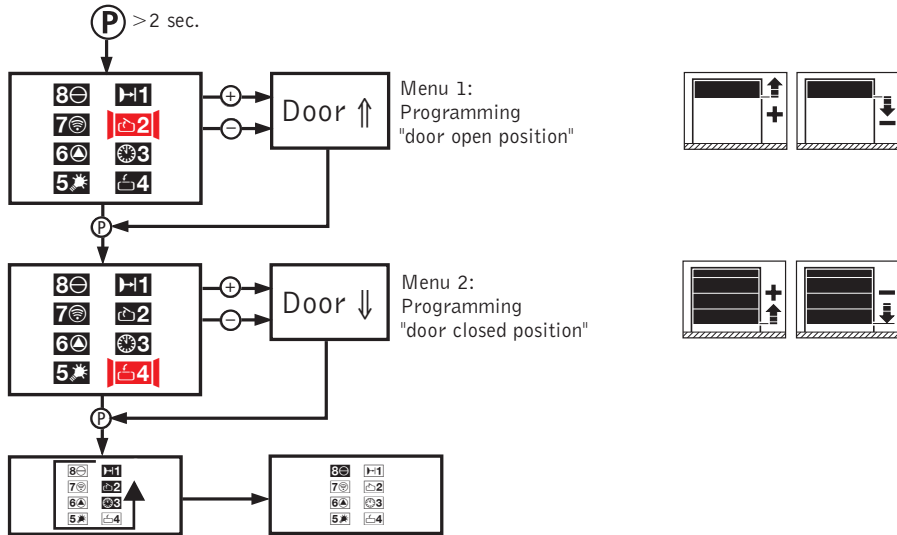 P >2 sec.
8 1
7 2
6 3
5 4
+
−
Door ⇑
Menu 1:
Programming
"door open position"
+
−
P
8 1
7 2
6 3
5 4
+
−
Door ⇓
Menu 2:
Programming
"door closed position"
+
−
P
8 1
7 2
6 3
5 4
8 1
7 2
6 3
5 4